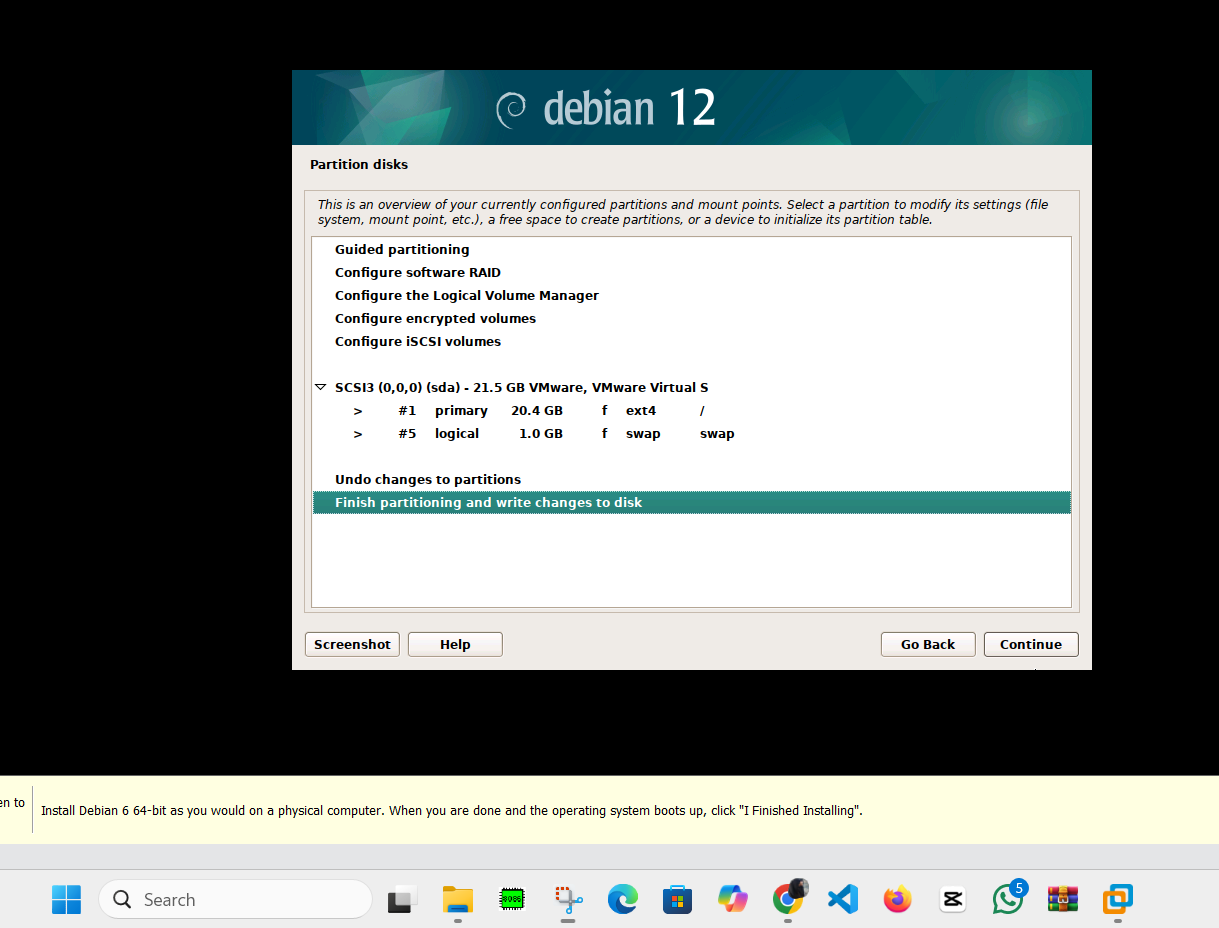 debian 12
Partition disks
This is an overview of your currently configured partitions and mount points. Select a partition to modify its settings (file
system, mount point, etc.), a free space to create partitions, or a device to initialize its partition table.
Guided partitioning
Configure software RAID
Configure the Logical Volume Manager
Configure encrypted volumes
Configure iSCSI volumes
SCSI3 (0,0,0) (sda) - 21.5 GB VMware, VMware Virtual S
> #1 primary 20.4 GB f ext4 /
> #5 logical 1.0 GB f swap swap
Undo changes to partitions
Finish partitioning and write changes to disk
Screenshot Help Go Back Continue
en to
Install Debian 6 64-bit as you would on a physical computer. When you are done and the operating system boots up, click "I Finished Installing".
Search
8086
5